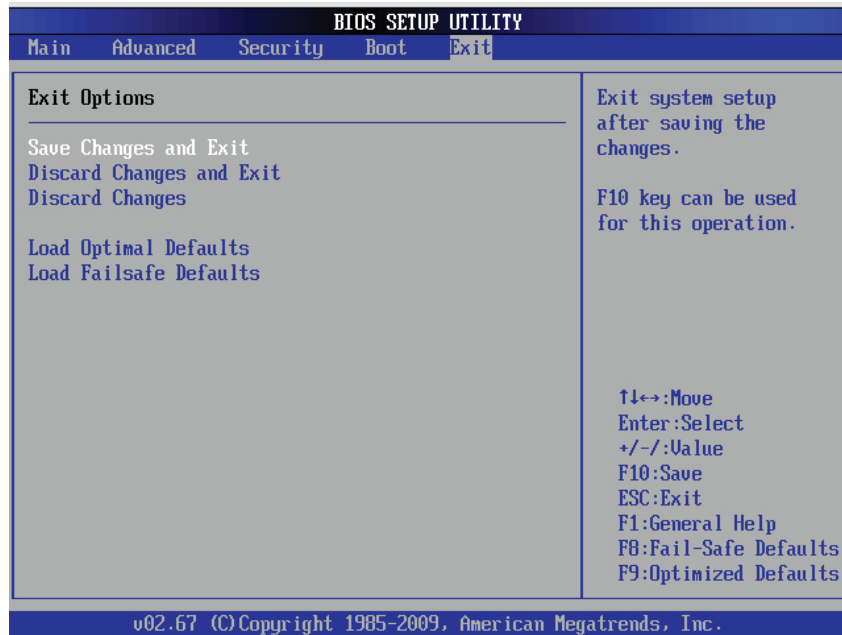 BIOS SETUP UTILITY
Main Advanced Security Boot Exit
Exit Options
Save Changes and Exit
Discard Changes and Exit
Discard Changes
Load Optimal Defaults
Load Failsafe Defaults
Exit system setup
after saving the
changes.
F10 key can be used
for this operation.
↑↓←→:Move
Enter:Select
+/-/:Value
F10:Save
ESC:Exit
F1:General Help
F8:Fail-Safe Defaults
F9:Optimized Defaults
v02.67 (C)Copyright 1985-2009, American Megatrends, Inc.